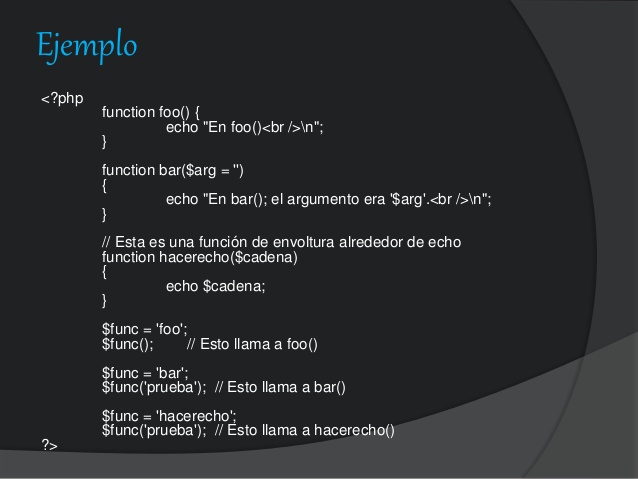 Ejemplo
<?php
function foo() {
echo "En foo()<br />\n";
}
function bar($arg = '')
{
echo "En bar(); el argumento era '$arg'.<br />\n";
}
// Esta es una función de envoltura alrededor de echo
function hacerecho($cadena)
{
echo $cadena;
}
$func = 'foo';
$func(); // Esto llama a foo()
$func = 'bar';
$func('prueba'); // Esto llama a bar()
$func = 'hacerecho';
$func('prueba'); // Esto llama a hacerecho()
?>